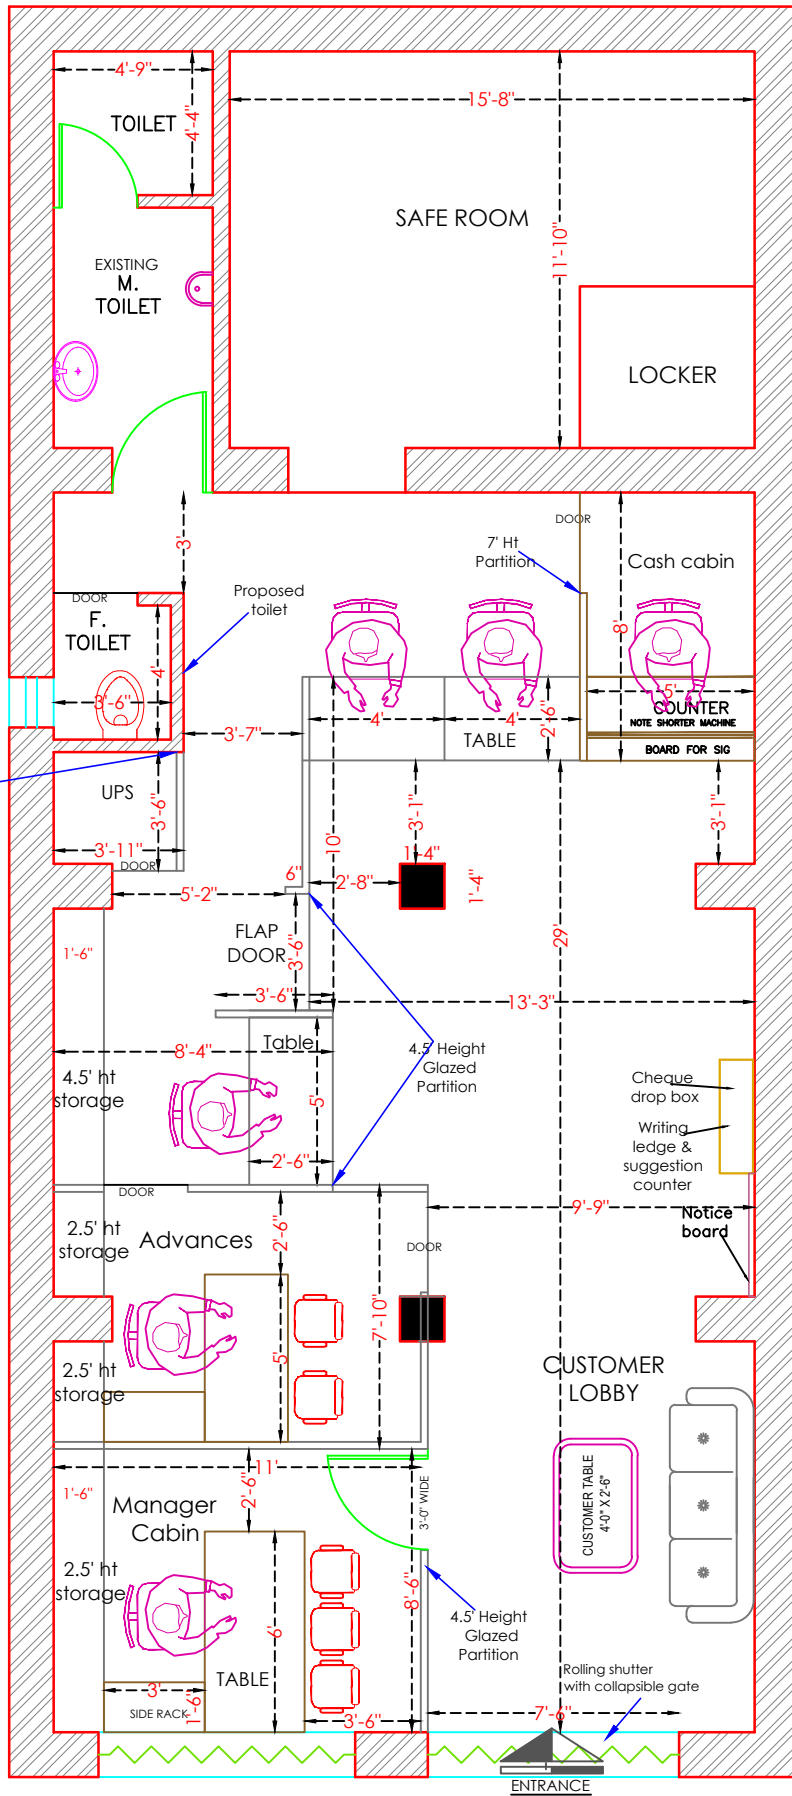 4'-9"
15'-8"
TOILET
4'-4"
SAFE ROOM
11'-10"
EXISTING
M.
TOILET
LOCKER
DOOR
7' Ht
Partition
Cash cabin
3'
Proposed
toilet
DOOR
F.
TOILET
8'
4'
3'-6"
5'
COUNTER
NOTE SHORTER MACHINE
4'
4'
2'-6"
3'-7"
TABLE
BOARD FOR SIG
UPS
3'-6"
3'-1"
3'-1"
3'-11"
DOOR
10'
1'-4"
6"
2'-8"
1'-4"
5'-2"
FLAP
DOOR
3'-6"
29'
1'-6"
3'-6"
13'-3"
Table
8'-4"
4.5' Height
Glazed
Partition
4.5' ht
storage
5'
Cheque
drop box
Writing
ledge &
suggestion
counter
2'-6"
DOOR
9'-9"
Notice
board
2.5' ht
storage
Advances
2'-6"
DOOR
7'-10"
5'
2.5' ht
storage
CUSTOMER
LOBBY
11'
1'-6"
2'-6"
3'-0" WIDE
CUSTOMER TABLE
4'-0" X 2'-6"
Manager
Cabin
2.5' ht
storage
8'-6"
4.5' Height
Glazed
Partition
6'
TABLE
Rolling shutter
with collapsible gate
3'
1'-6"
SIDE RACK
3'-6"
7'-6"
ENTRANCE